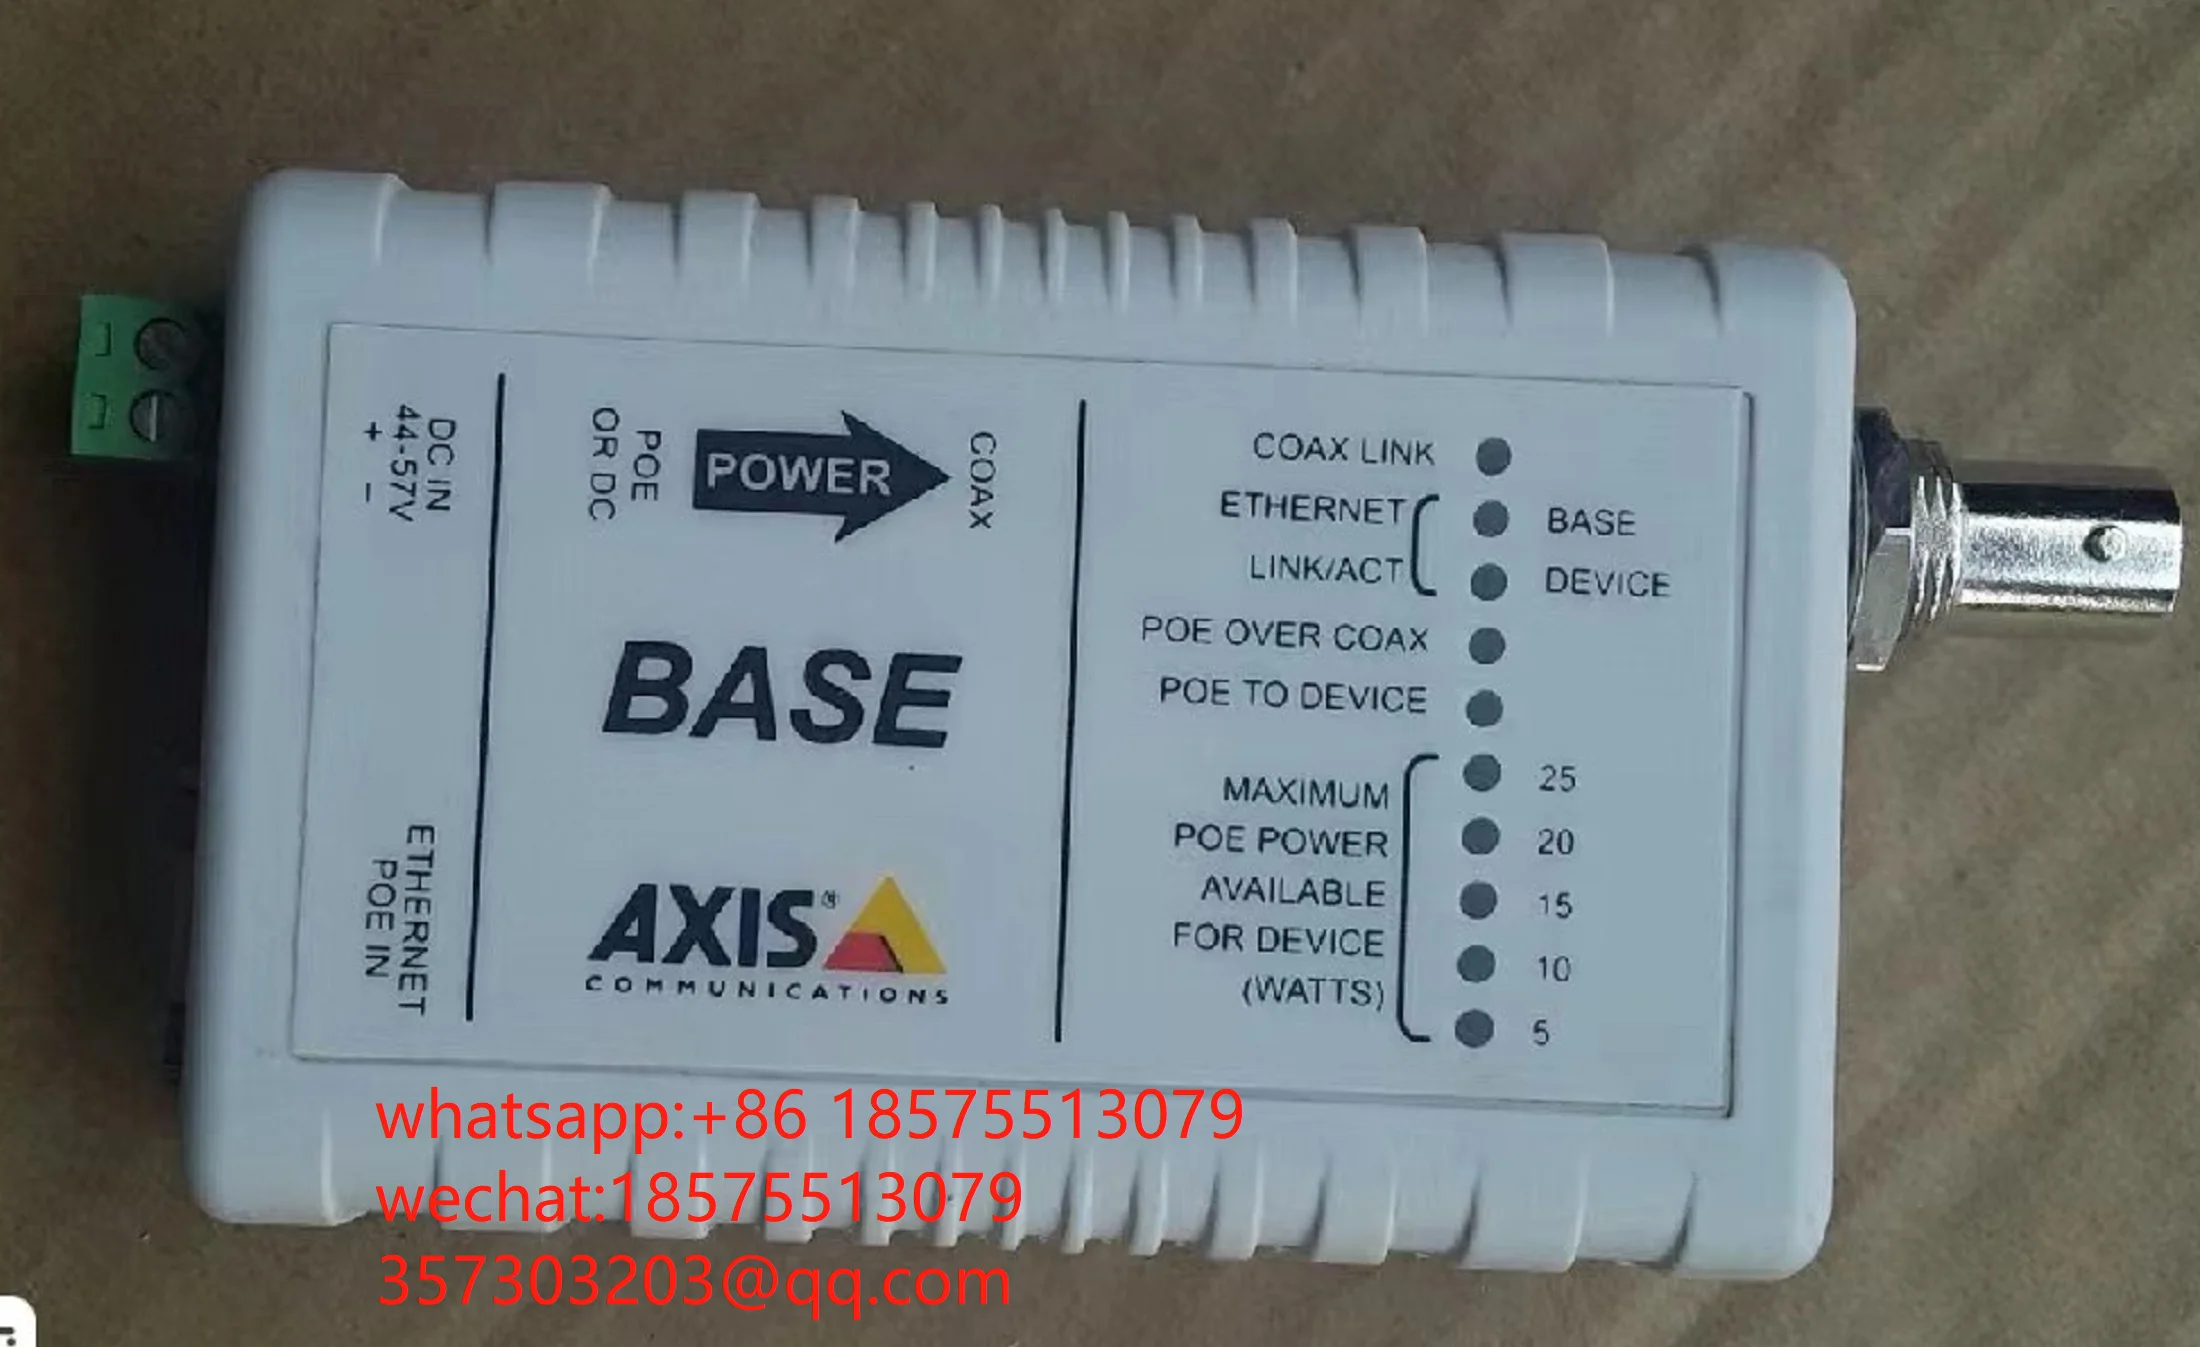 DC IN
44-57V
+ -
ETHERNET
POE IN
POE
OR DC
POWER
COAX
BASE
AXIS®
COMMUNICATIONS
COAX LINK
ETHERNET
LINK/ACT
BASE
DEVICE
POE OVER COAX
POE TO DEVICE
MAXIMUM
POE POWER
AVAILABLE
FOR DEVICE
(WATTS)
25
20
15
10
5
whatsapp:+86 18575513079
wechat:18575513079
357303203@qq.com